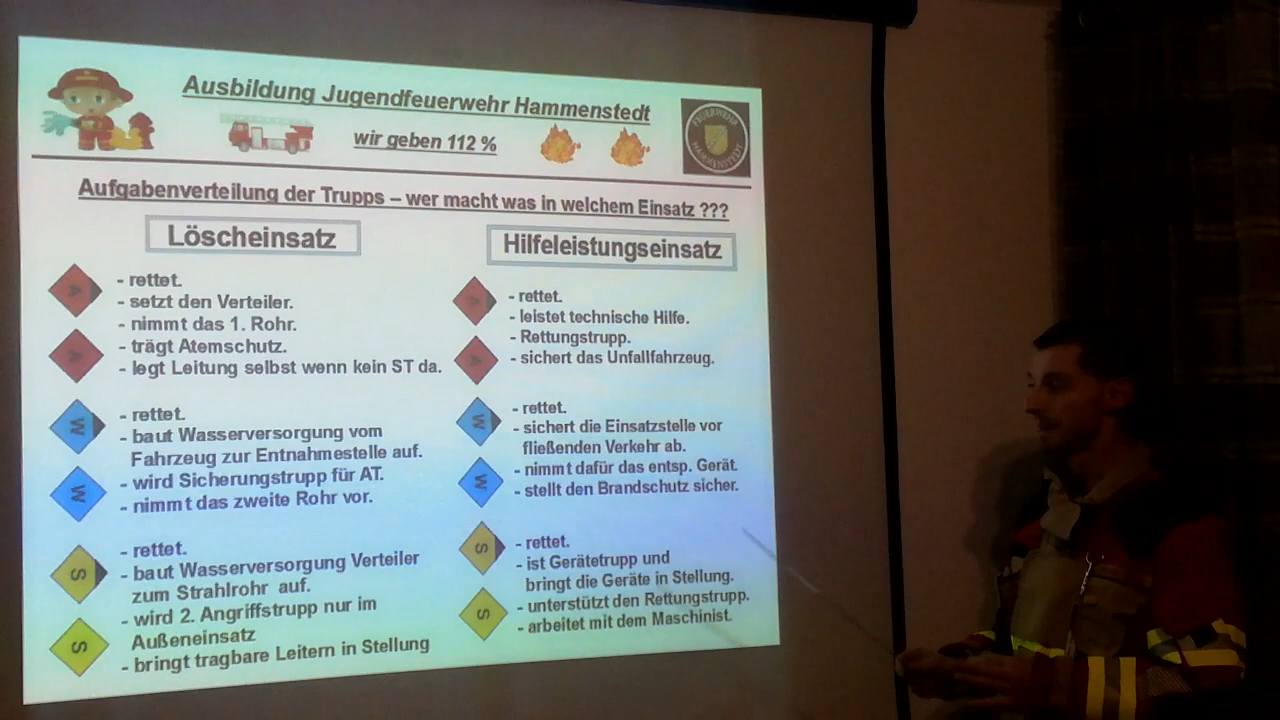 Ausbildung Jugendfeuerwehr Hammenstedt
wir geben 112 %
FEUERWEHR
HAMMENSTEDT
Aufgabenverteilung der Trupps – wer macht was in welchem Einsatz ???
Löscheinsatz
A
A
- rettet.
- setzt den Verteiler.
- nimmt das 1. Rohr.
- trägt Atemschutz.
- legt Leitung selbst wenn kein ST da.
W
W
- rettet.
- baut Wasserversorgung vom
Fahrzeug zur Entnahmestelle auf.
- wird Sicherungstrupp für AT.
- nimmt das zweite Rohr vor.
S
S
- rettet.
- baut Wasserversorgung Verteiler
zum Strahlrohr auf.
- wird 2. Angriffstrupp nur im
Außeneinsatz
- bringt tragbare Leitern in Stellung
Hilfeleistungseinsatz
A
A
- rettet.
- leistet technische Hilfe.
- Rettungstrupp.
- sichert das Unfallfahrzeug.
W
W
- rettet.
- sichert die Einsatzstelle vor
fließenden Verkehr ab.
- nimmt dafür das entsp. Gerät.
- stellt den Brandschutz sicher.
S
S
- rettet.
- ist Gerätetrupp und
bringt die Geräte in Stellung.
- unterstützt den Rettungstrupp.
- arbeitet mit dem Maschinist.